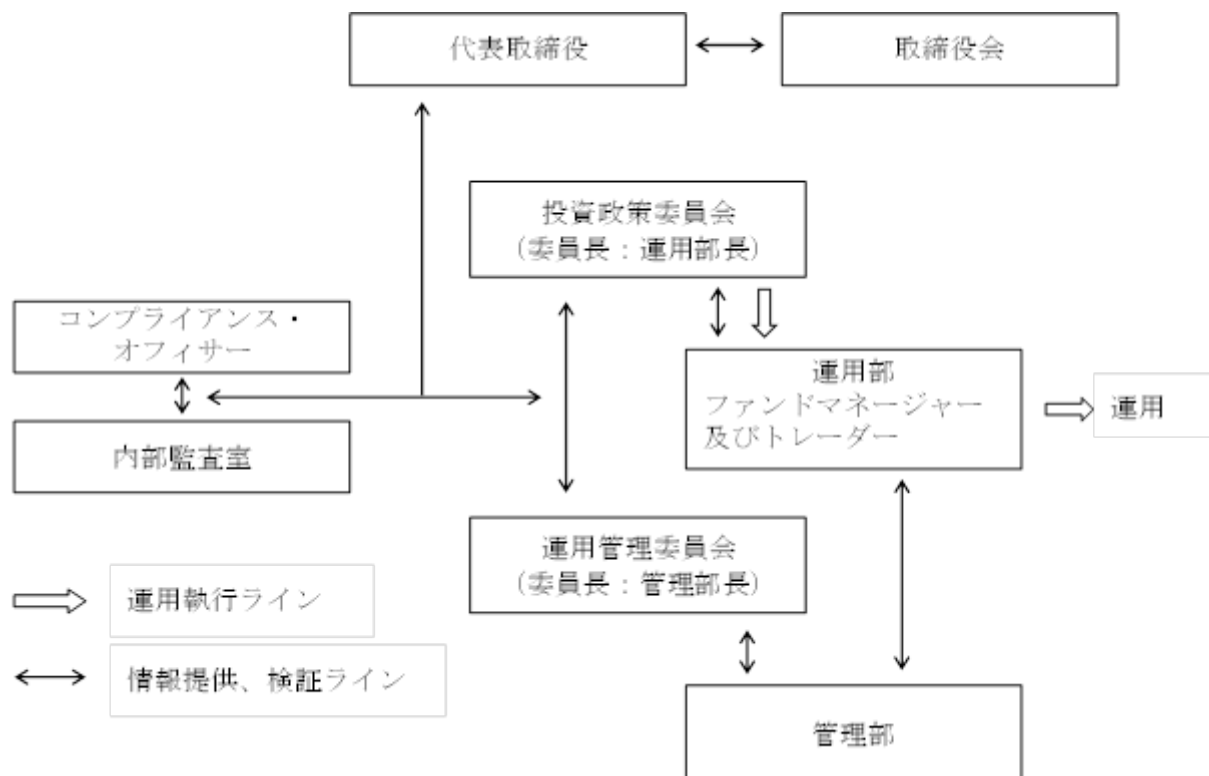 代表取締役
取締役会
投資政策委員会
(委員長：運用部長)
コンプライアンス・
オフィサー
運用部
ファンドマネージャー
及びトレーダー
運用
内部監査室
運用管理委員会
(委員長：管理部長)
運用執行ライン
情報提供、検証ライン
管理部